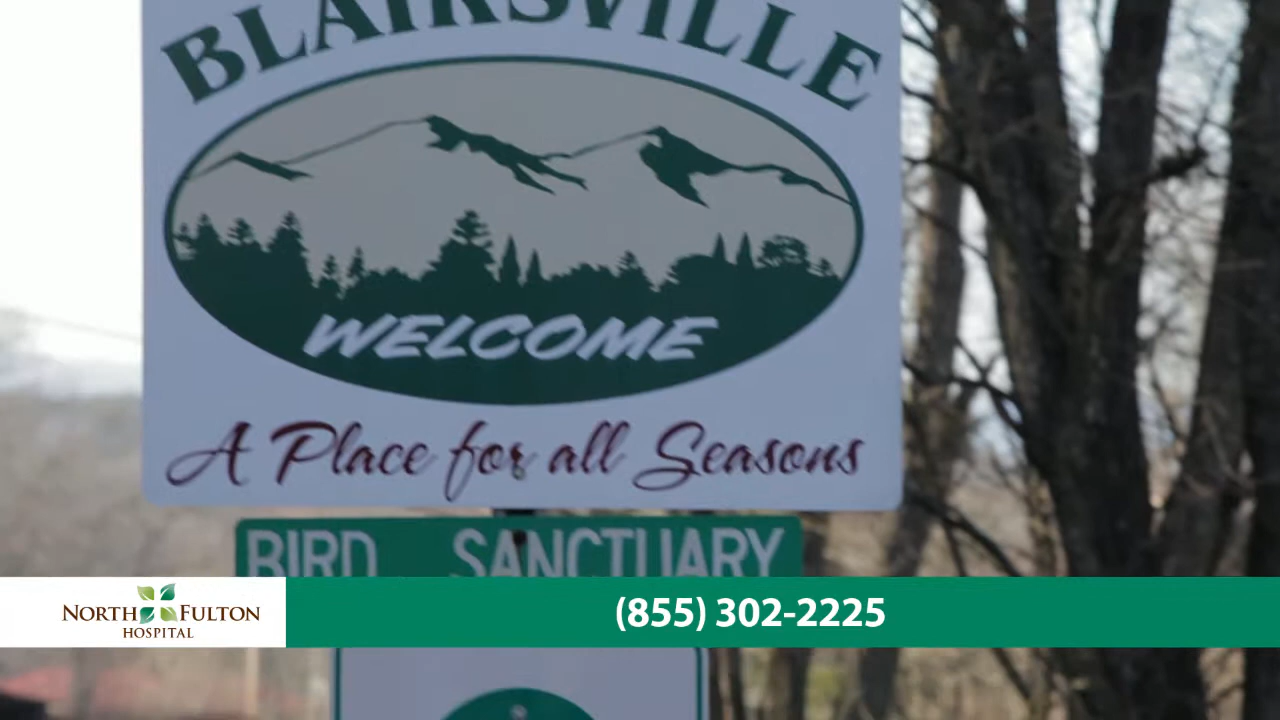 BLAIRSVILLE
WELCOME
A Place for all Seasons
BIRD SANCTUARY
NORTH FULTON
HOSPITAL
(855) 302-2225